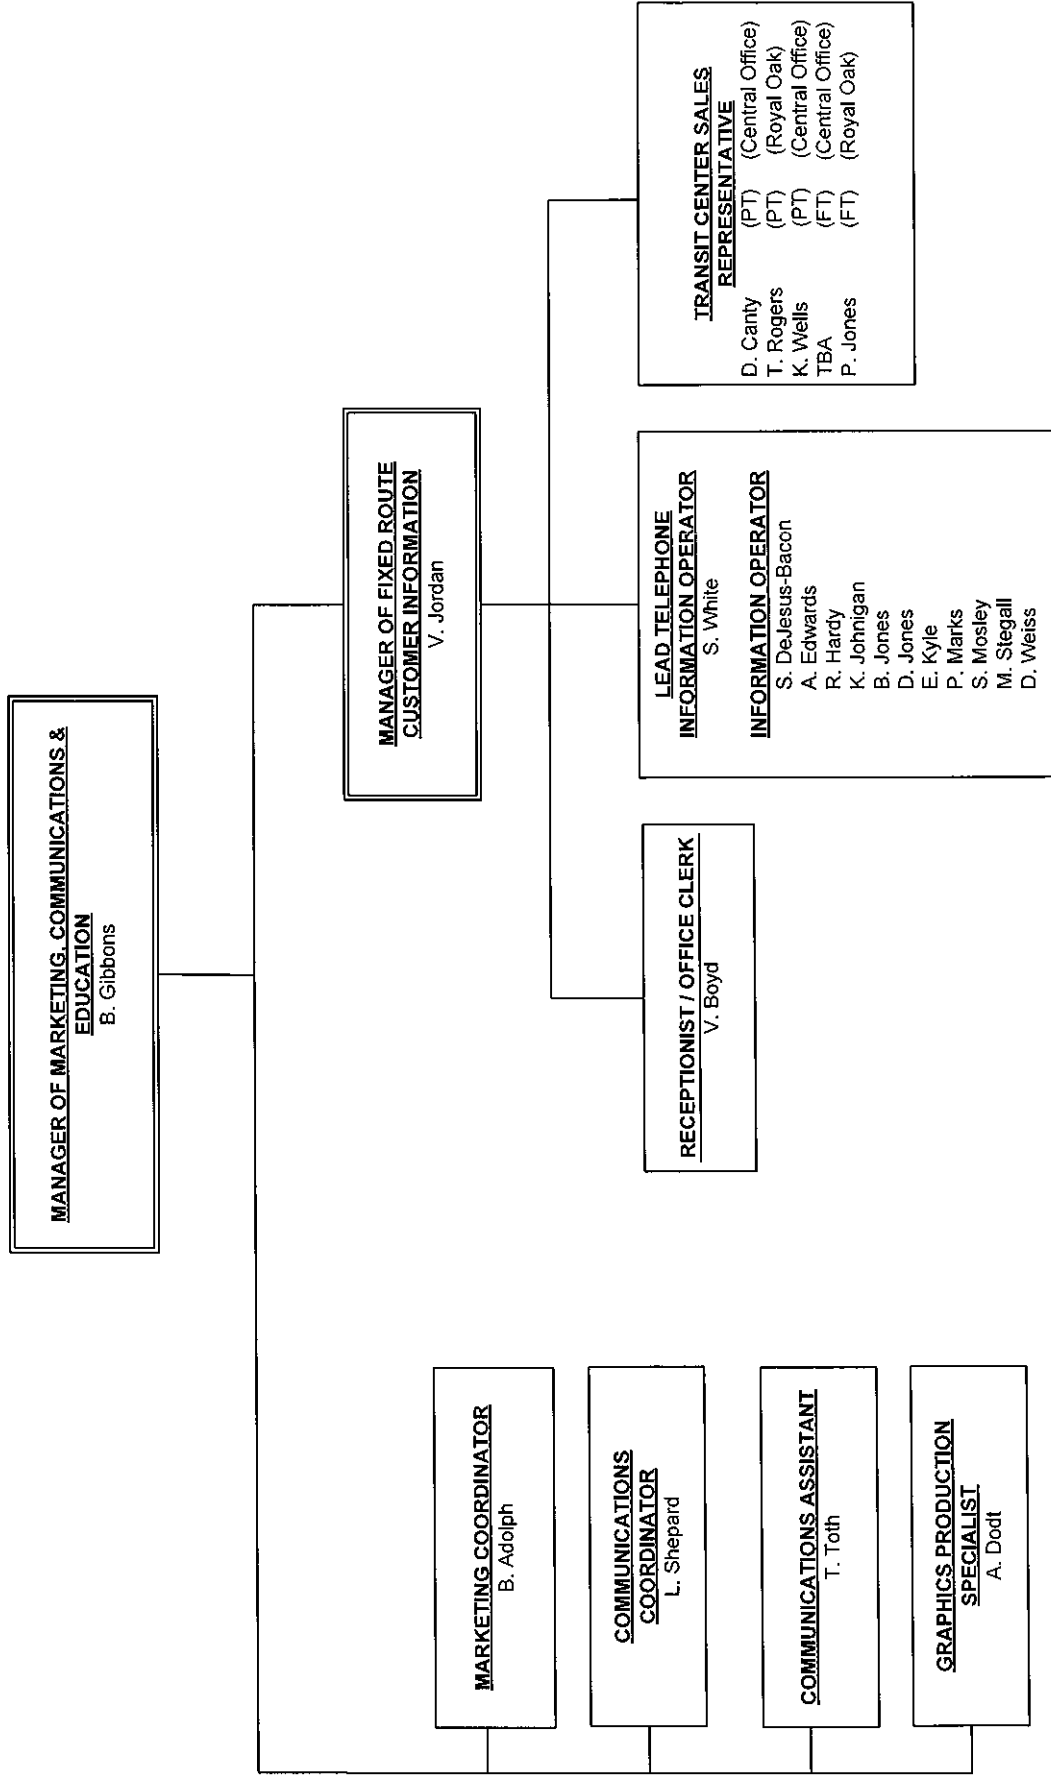 MANAGER OF MARKETING, COMMUNICATIONS &
EDUCATION
B. Gibbons
MANAGER OF FIXED ROUTE
CUSTOMER INFORMATION
V. Jordan
MARKETING COORDINATOR
B. Adolph
COMMUNICATIONS
COORDINATOR
L. Shepard
COMMUNICATIONS ASSISTANT
T. Toth
GRAPHICS PRODUCTION
SPECIALIST
A. Dodt
RECEPTIONIST / OFFICE CLERK
V. Boyd
LEAD TELEPHONE
INFORMATION OPERATOR
S. White
INFORMATION OPERATOR
S. DeJesus-Bacon
A. Edwards
R. Hardy
K. Johnigan
B. Jones
D. Jones
E. Kyle
P. Marks
S. Mosley
M. Stegall
D. Weiss
TRANSIT CENTER SALES
REPRESENTATIVE
D. Canty (PT) (Central Office)
T. Rogers (PT) (Royal Oak)
K. Wells (PT) (Central Office)
TBA (FT) (Central Office)
P. Jones (FT) (Royal Oak)